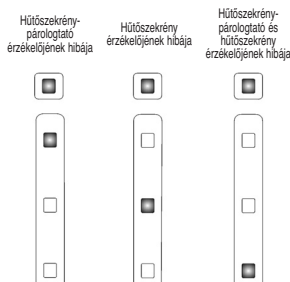 Hűtőszekrény-
párologtató
érzékelőjének hibája
Hűtőszekrény
érzékelőjének hibája
Hűtőszekrény-
párologtató és
hűtőszekrény
érzékelőjének hibája